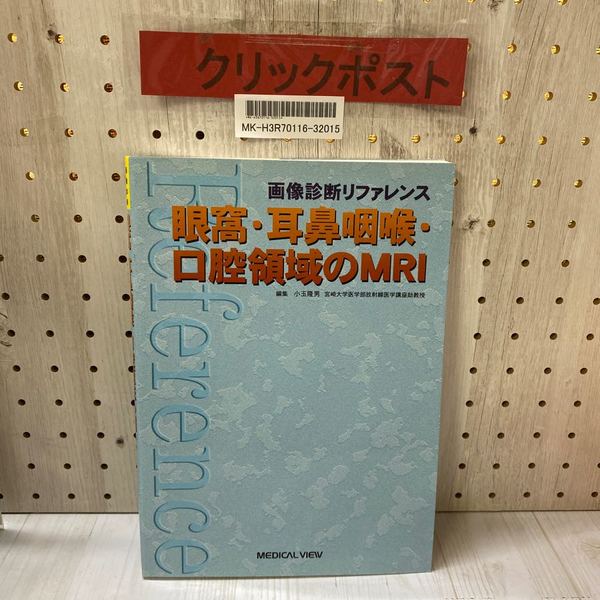 クリックポスト
MK-H3R70116-32015
Reference
画像診断リファレンス
眼窩・耳鼻咽喉・
口腔領域のMRI
編集 小玉隆男 宮崎大学医学部放射線医学講座助教授
MEDICAL VIEW